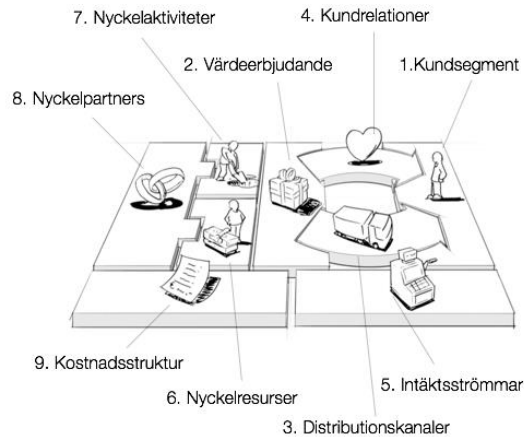 4. Kundrelationer
7. Nyckelaktiviteter
2. Värdeerbjudande
1.Kundsegment
8. Nyckelpartners
9. Kostnadsstruktur
5. Intäktsströmmar
6. Nyckelresurser
3. Distributionskanaler